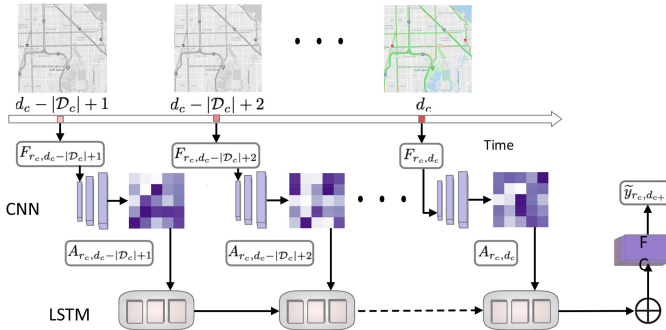 d_c − |𝒟_c| + 1
d_c − |𝒟_c| + 2
d_c
Time
F_{r_c,d_c−|𝒟_c|+1}
F_{r_c,d_c−|𝒟_c|+2}
F_{r_c,d_c}
CNN
A_{r_c,d_c−|𝒟_c|+1}
A_{r_c,d_c−|𝒟_c|+2}
A_{r_c,d_c}
ỹ_{r_c,d_{c+}}
F
C
LSTM